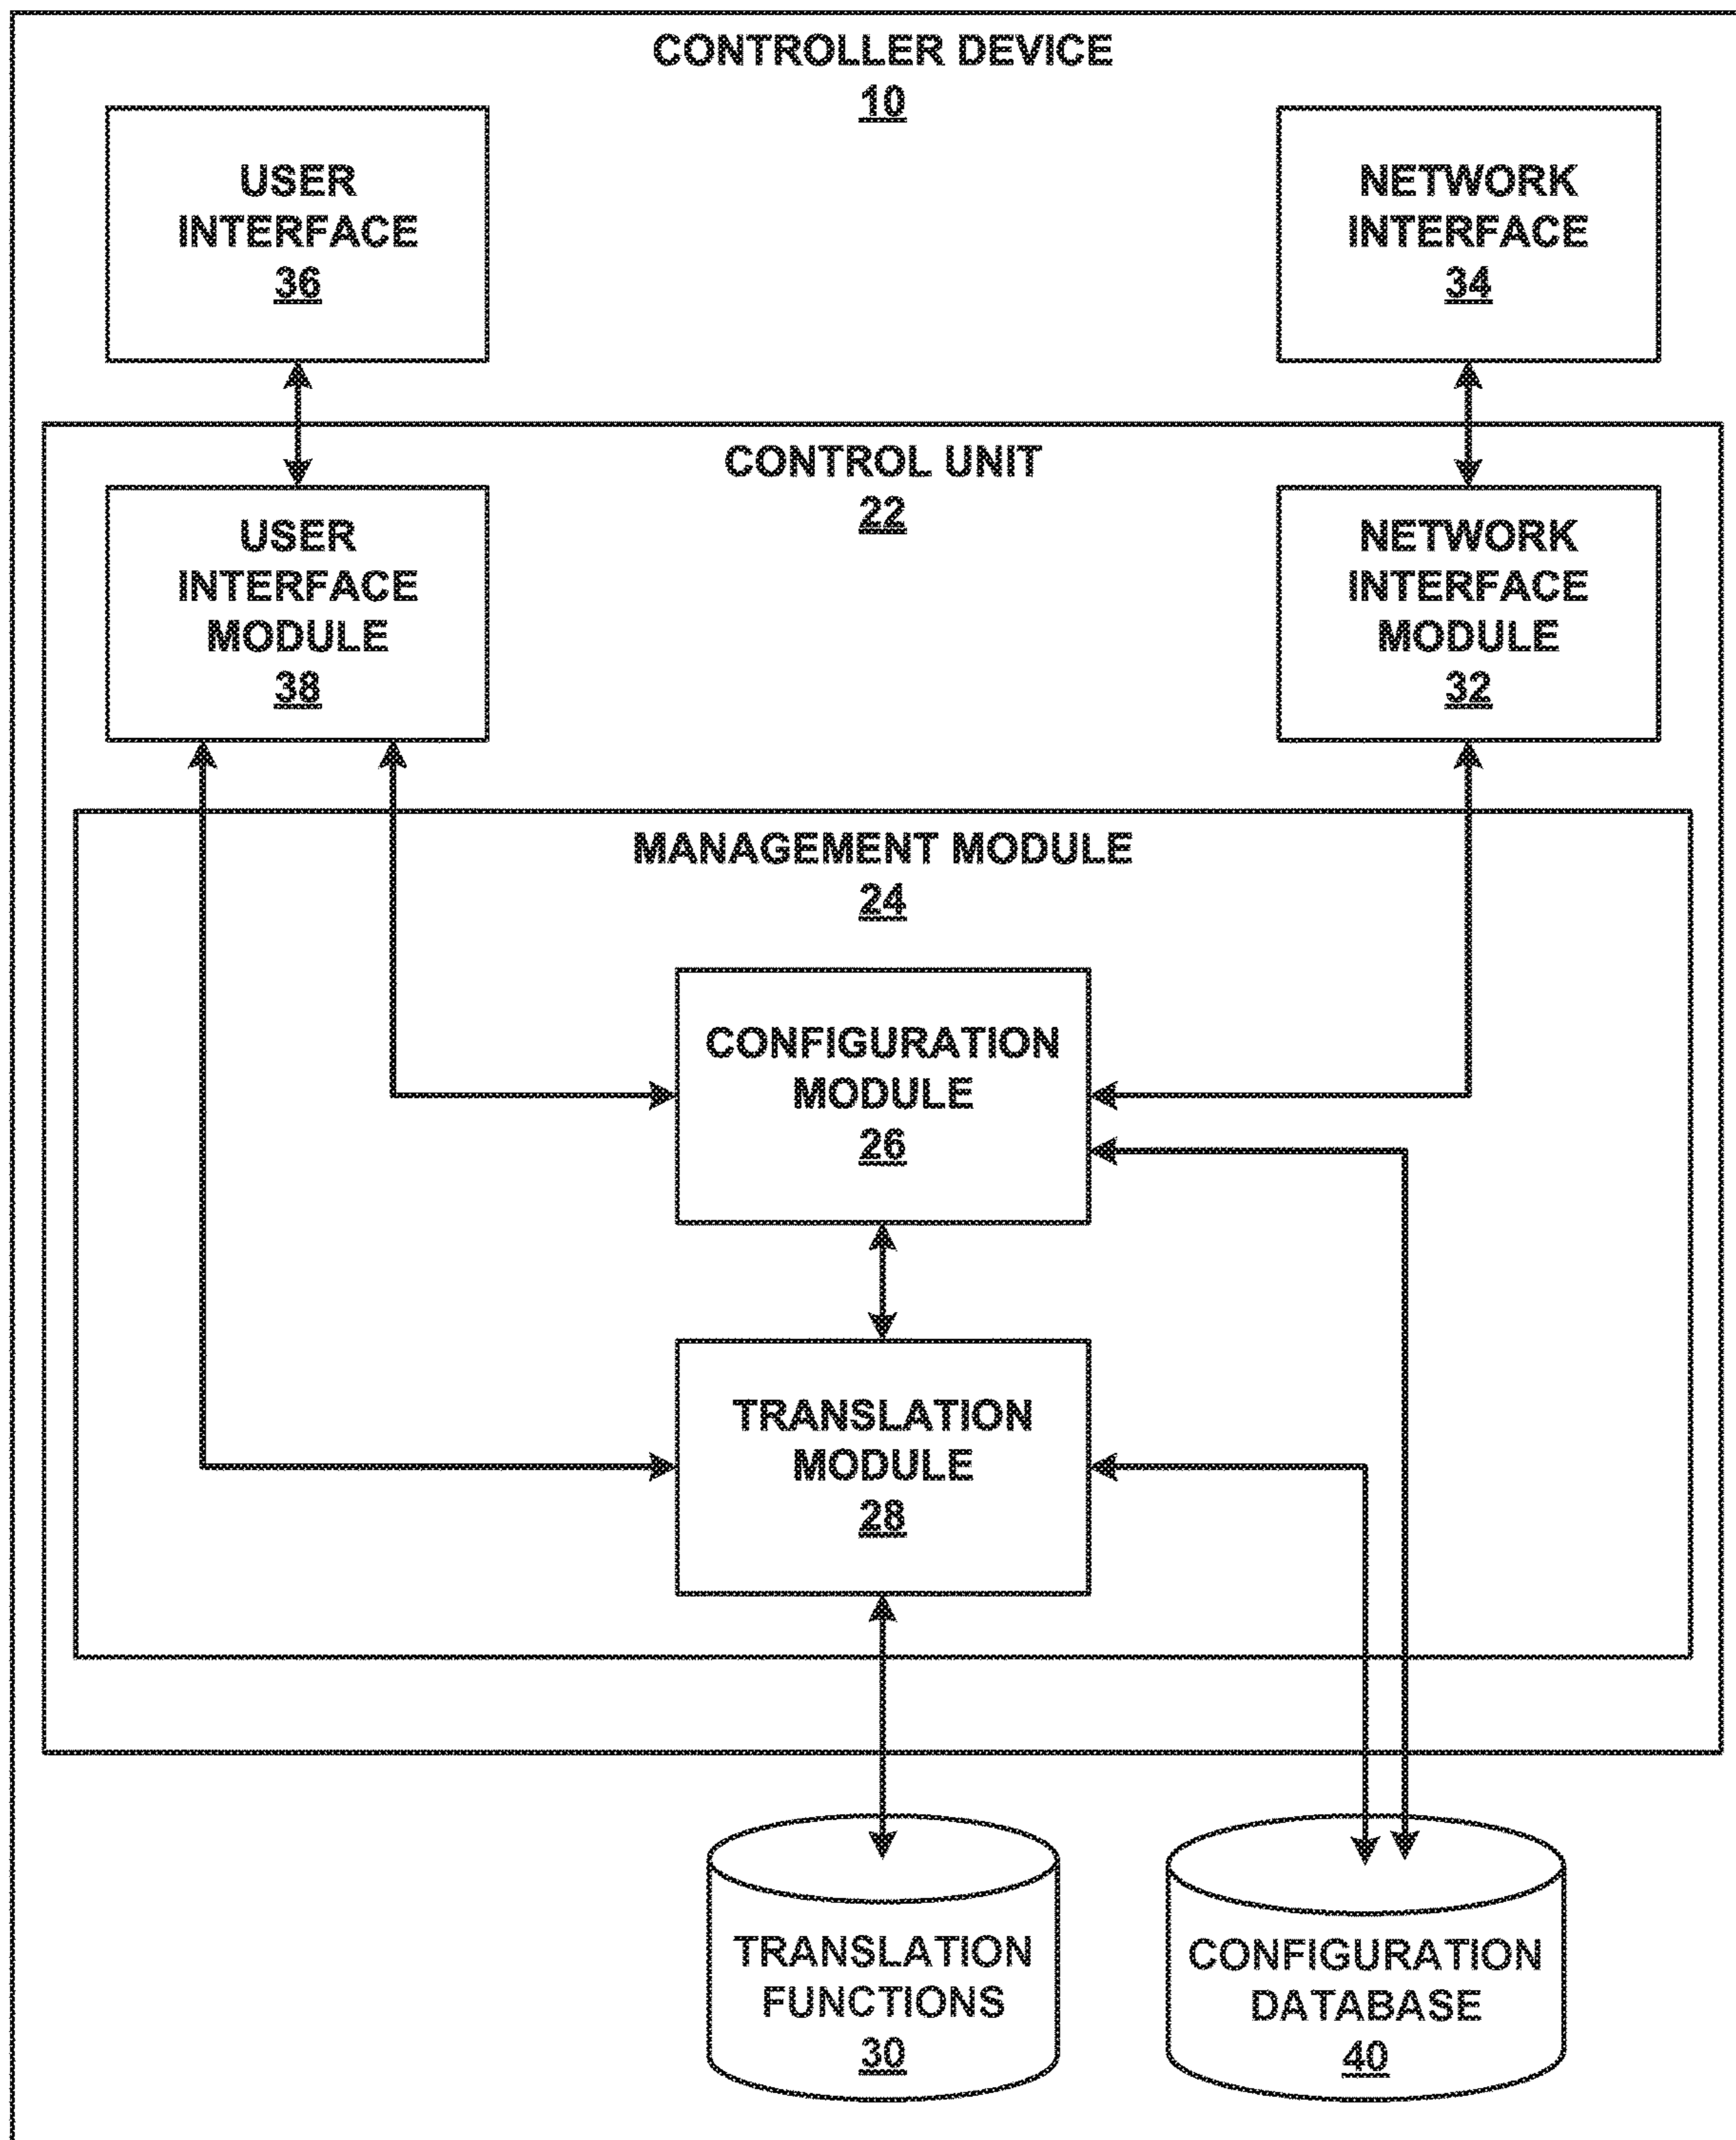 CONTROLLER DEVICE
10
USER
INTERFACE
36
NETWORK
INTERFACE
34
CONTROL UNIT
22
USER
INTERFACE
MODULE
38
NETWORK
INTERFACE
MODULE
32
MANAGEMENT MODULE
24
CONFIGURATION
MODULE
26
TRANSLATION
MODULE
28
TRANSLATION
FUNCTIONS
30
CONFIGURATION
DATABASE
40